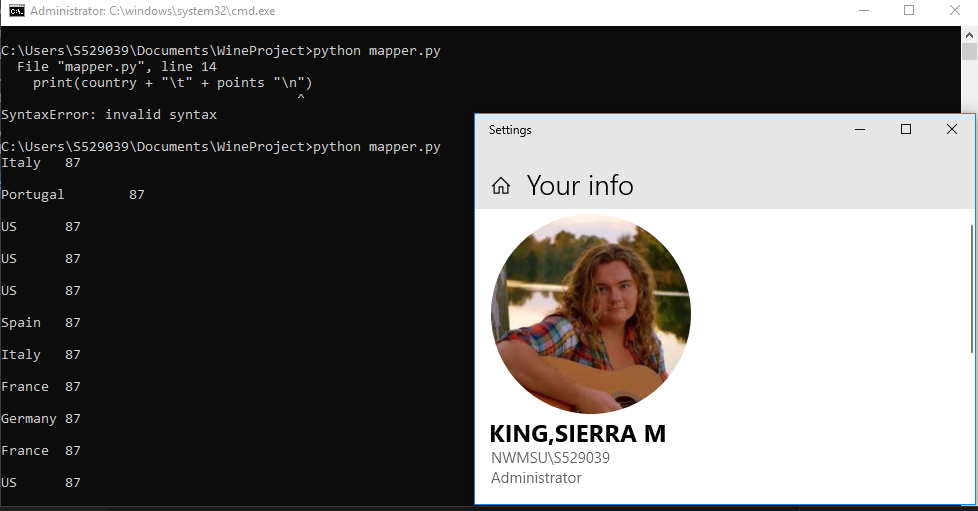 Administrator: C:\windows\system32\cmd.exe
C:\Users\S529039\Documents\WineProject>python mapper.py
File "mapper.py", line 14
print(country + "\t" + points "\n")
^
SyntaxError: invalid syntax
C:\Users\S529039\Documents\WineProject>python mapper.py
Italy 87
Portugal 87
US 87
US 87
US 87
Spain 87
Italy 87
France 87
Germany 87
France 87
US 87
Settings
Your info
KING,SIERRA M
NWMSU\S529039
Administrator